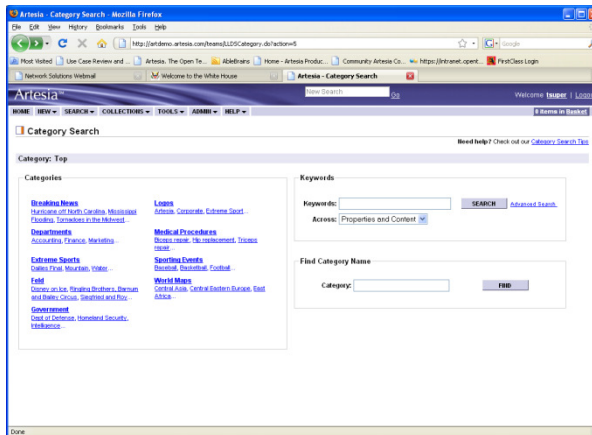 Artesia - Category Search - Mozilla Firefox
File Edit View History Bookmarks Tools Help
http://artdemo.artesia.com/teams/LLDSCategory.do?action=5
Google
Most Visited Use Case Review and ... Artesia. The Open Te... AbleBrains Home - Artesia Produc... Community Artesia Co... https://intranet.opent... FirstClass Login
Network Solutions Webmail Welcome to the White House Artesia - Category Search
Artesia New Search Go Welcome tsuper | Logout
HOME NEW SEARCH COLLECTIONS TOOLS ADMIN HELP 0 Items in Basket
Category Search
Need help? Check out our Category Search Tips
Category: Top
Categories
Breaking News
Hurricane off North Carolina, Mississippi
Flooding, Tornadoes in the Midwest...
Departments
Accounting, Finance, Marketing...
Extreme Sports
Dallas Final, Mountain, Water...
Feld
Disney on Ice, Ringling Brothers, Barnum
and Bailey Circus, Siegfried and Roy...
Government
Dept of Defense, Homeland Security,
Intelligence...
Logos
Artesia, Corporate, Extreme Sport...
Medical Procedures
Biceps repair, Hip replacement, Triceps
repair...
Sporting Events
Baseball, Basketball, Football...
World Maps
Central Asia, Central Eastern Europe, East
Africa...
Keywords
Keywords: SEARCH Advanced Search
Across: Properties and Content
Find Category Name
Category: FIND
Done